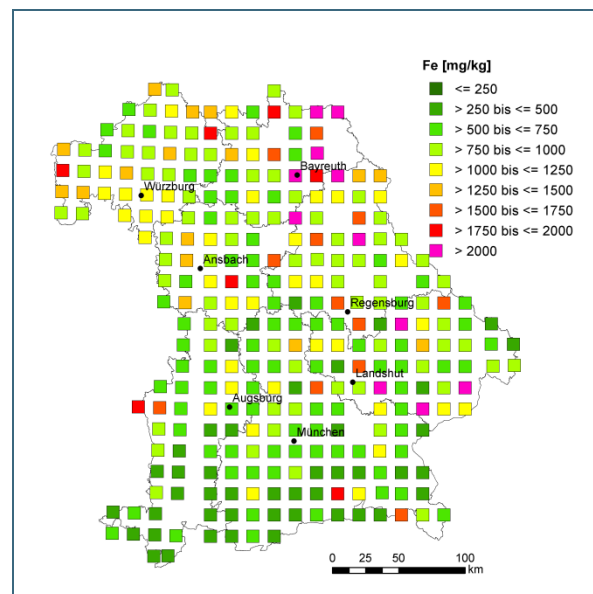 Fe [mg/kg]
<= 250
> 250 bis <= 500
> 500 bis <= 750
> 750 bis <= 1000
> 1000 bis <= 1250
> 1250 bis <= 1500
> 1500 bis <= 1750
> 1750 bis <= 2000
> 2000
Bayreuth
Würzburg
Ansbach
Regensburg
Landshut
Augsburg
München
0 25 50 100
km